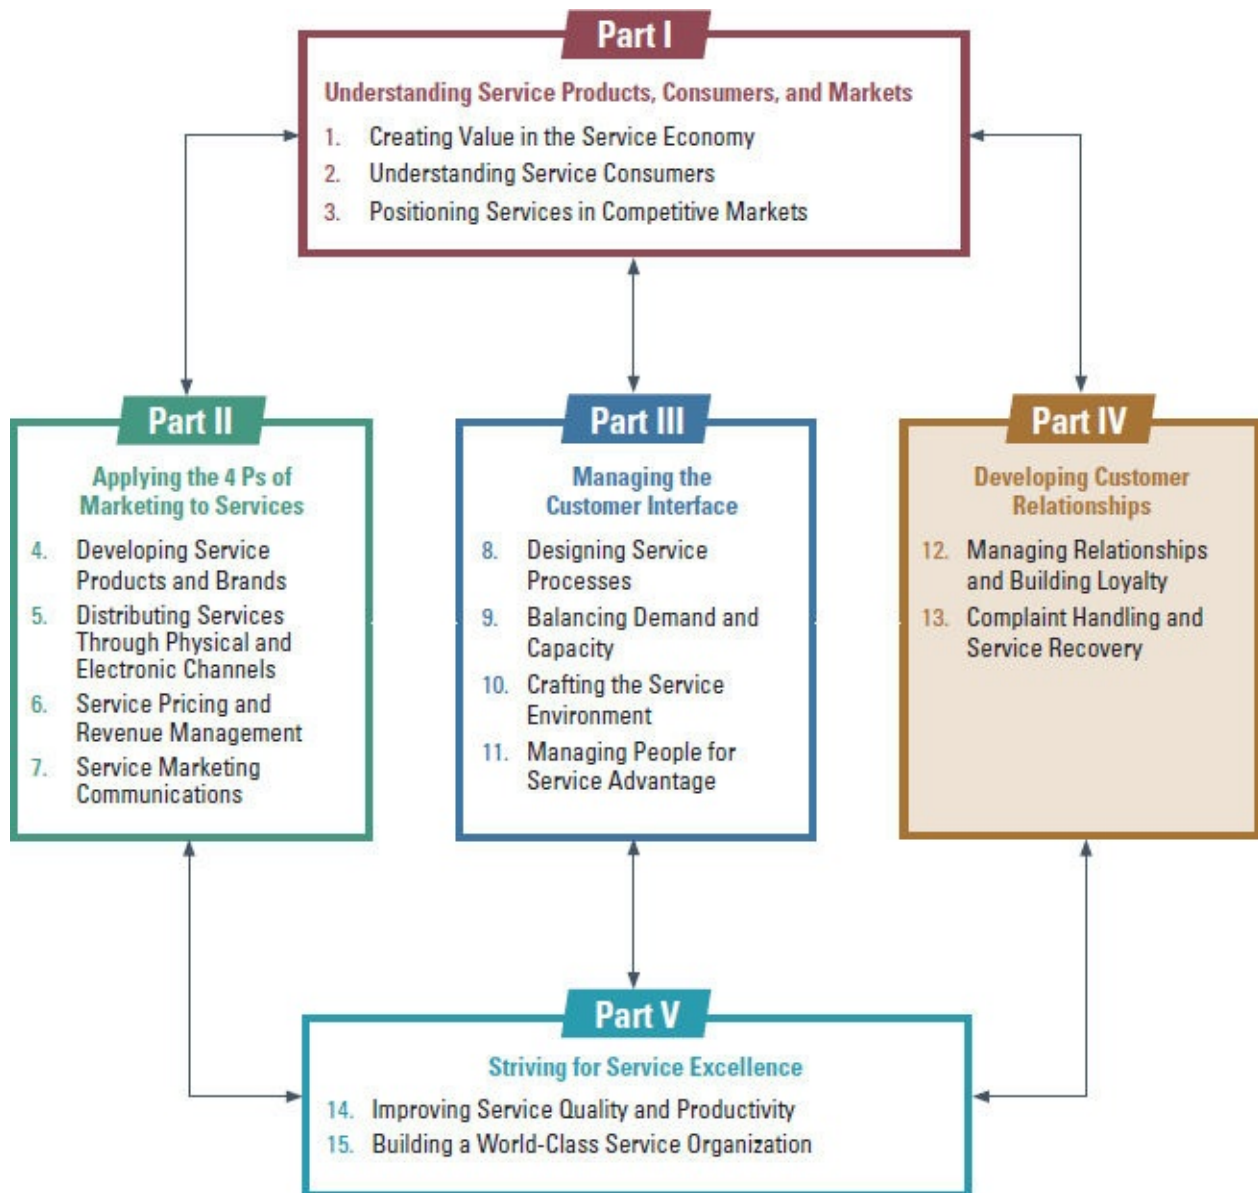 Part I
Understanding Service Products, Consumers, and Markets
1. Creating Value in the Service Economy
2. Understanding Service Consumers
3. Positioning Services in Competitive Markets
Part II
Applying the 4 Ps of
Marketing to Services
4. Developing Service
Products and Brands
5. Distributing Services
Through Physical and
Electronic Channels
6. Service Pricing and
Revenue Management
7. Service Marketing
Communications
Part III
Managing the
Customer Interface
8. Designing Service
Processes
9. Balancing Demand and
Capacity
10. Crafting the Service
Environment
11. Managing People for
Service Advantage
Part IV
Developing Customer
Relationships
12. Managing Relationships
and Building Loyalty
13. Complaint Handling and
Service Recovery
Part V
Striving for Service Excellence
14. Improving Service Quality and Productivity
15. Building a World-Class Service Organization